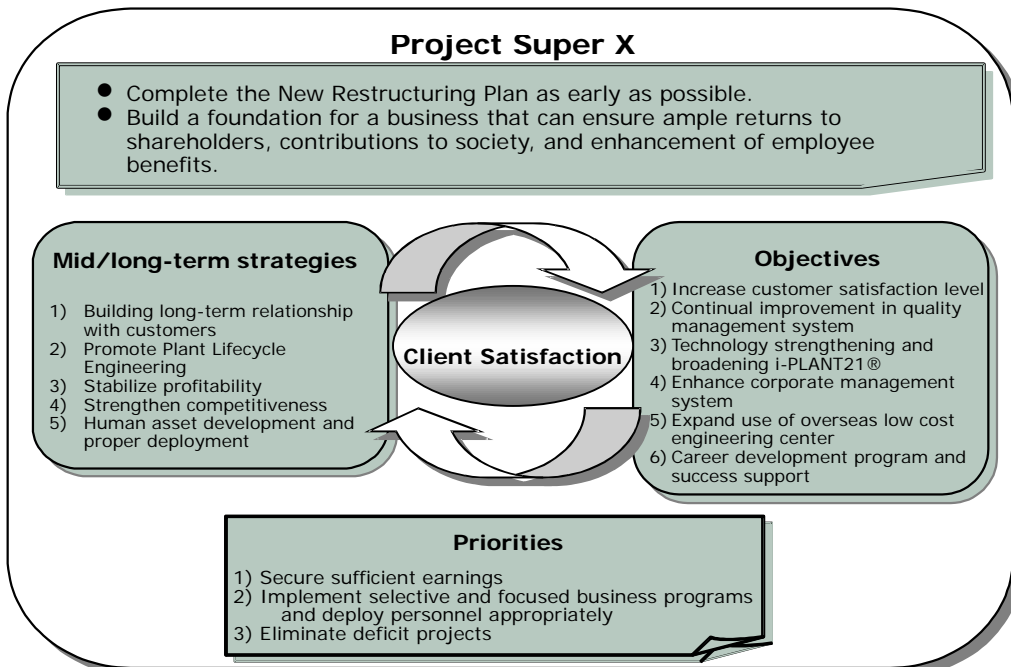 Project Super X
● Complete the New Restructuring Plan as early as possible.
● Build a foundation for a business that can ensure ample returns to
shareholders, contributions to society, and enhancement of employee
benefits.
Mid/long-term strategies
1) Building long-term relationship
with customers
2) Promote Plant Lifecycle
Engineering
3) Stabilize profitability
4) Strengthen competitiveness
5) Human asset development and
proper deployment
Client Satisfaction
Objectives
1) Increase customer satisfaction level
2) Continual improvement in quality
management system
3) Technology strengthening and
broadening i-PLANT21®
4) Enhance corporate management
system
5) Expand use of overseas low cost
engineering center
6) Career development program and
success support
Priorities
1) Secure sufficient earnings
2) Implement selective and focused business programs
and deploy personnel appropriately
3) Eliminate deficit projects